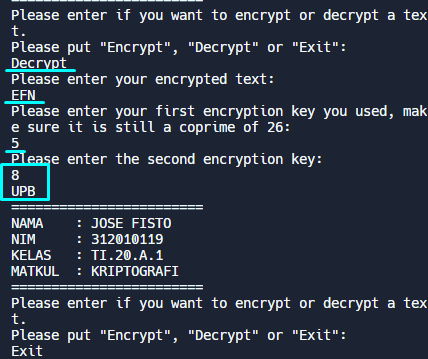 ========================
Please enter if you want to encrypt or decrypt a tex
t.
Please put "Encrypt", "Decrypt" or "Exit":
Decrypt
Please enter your encrypted text:
EFN
Please enter your first encryption key you used, mak
e sure it is still a coprime of 26:
5
Please enter the second encryption key:
8
UPB
========================
NAMA    : JOSE FISTO
NIM     : 312010119
KELAS   : TI.20.A.1
MATKUL  : KRIPTOGRAFI
========================
Please enter if you want to encrypt or decrypt a tex
t.
Please put "Encrypt", "Decrypt" or "Exit":
Exit